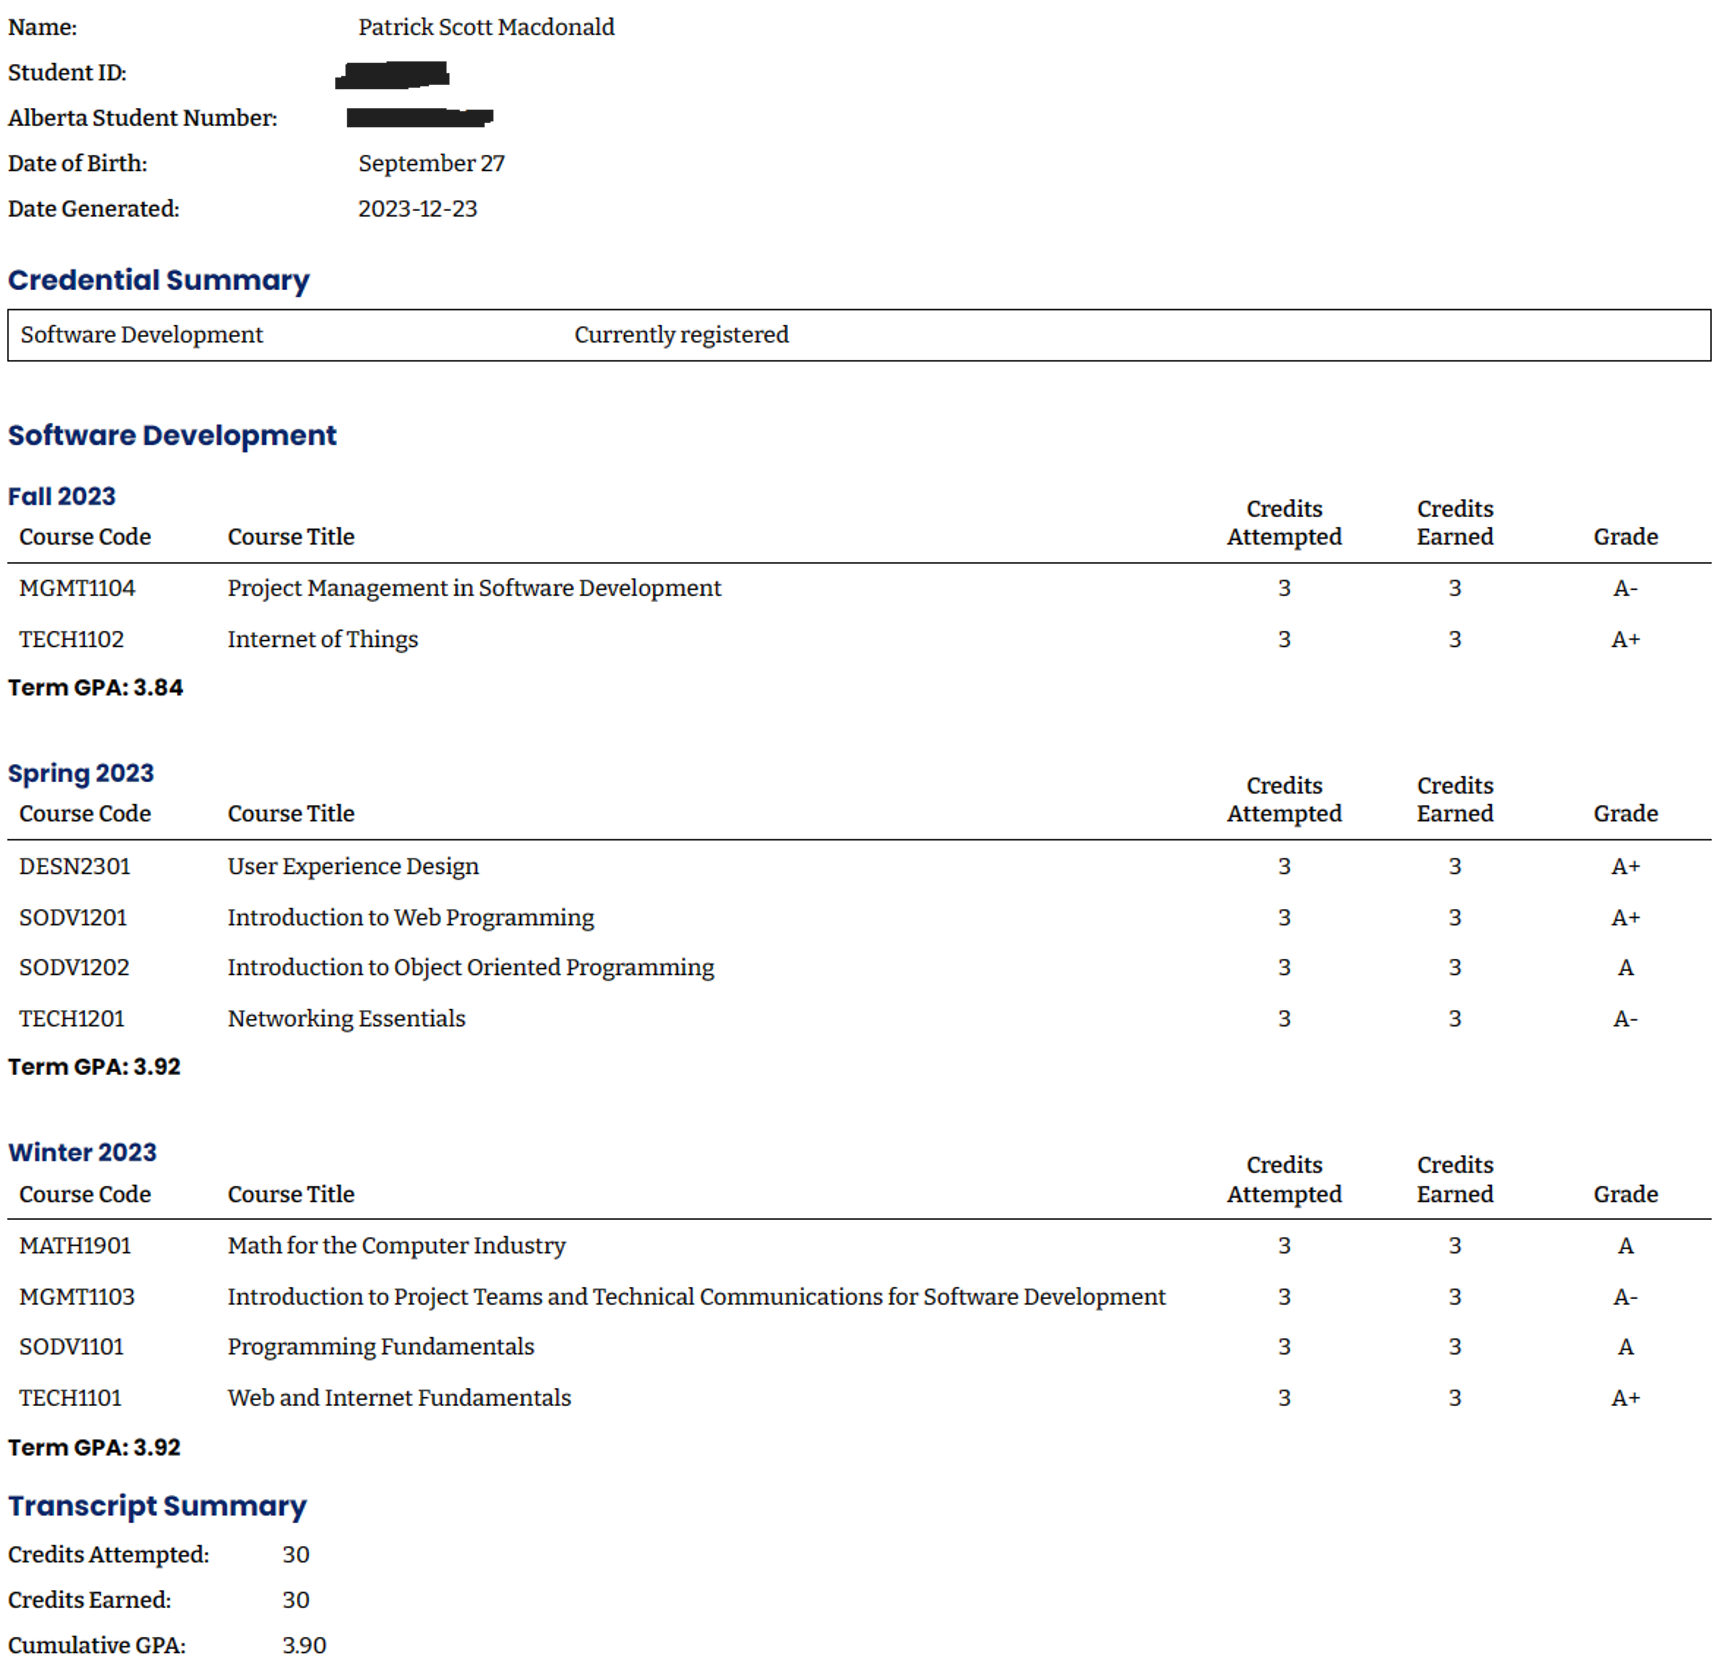 Name: Patrick Scott Macdonald
Student ID:
Alberta Student Number:
Date of Birth: September 27
Date Generated: 2023-12-23
Credential Summary
Software Development Currently registered
Software Development
Fall 2023
Course Code Course Title Credits Attempted Credits Earned Grade
MGMT1104 Project Management in Software Development 3 3 A-
TECH1102 Internet of Things 3 3 A+
Term GPA: 3.84
Spring 2023
Course Code Course Title Credits Attempted Credits Earned Grade
DESN2301 User Experience Design 3 3 A+
SODV1201 Introduction to Web Programming 3 3 A+
SODV1202 Introduction to Object Oriented Programming 3 3 A
TECH1201 Networking Essentials 3 3 A-
Term GPA: 3.92
Winter 2023
Course Code Course Title Credits Attempted Credits Earned Grade
MATH1901 Math for the Computer Industry 3 3 A
MGMT1103 Introduction to Project Teams and Technical Communications for Software Development 3 3 A-
SODV1101 Programming Fundamentals 3 3 A
TECH1101 Web and Internet Fundamentals 3 3 A+
Term GPA: 3.92
Transcript Summary
Credits Attempted: 30
Credits Earned: 30
Cumulative GPA: 3.90